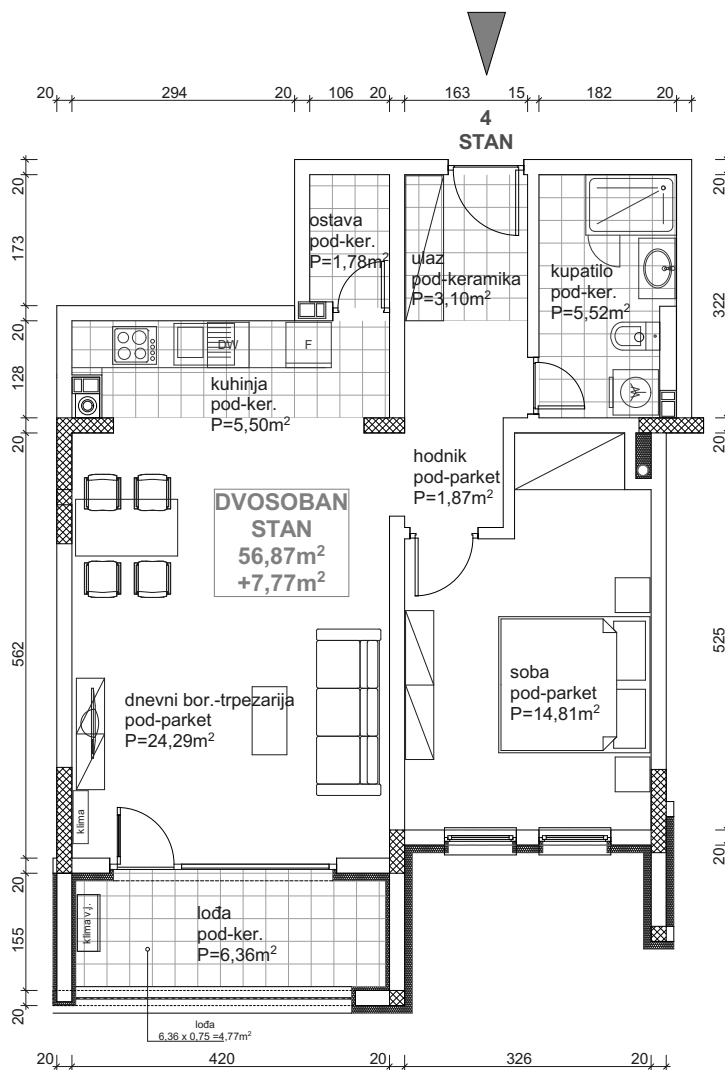 20 294 20 106 20 163 15 182 20
4
STAN
20
173
20
128
20
562
20
155
20
20
322
20
525
20
ostava
pod-ker.
P=1,78m²
ulaz
pod-keramika
P=3,10m²
kupatilo
pod-ker.
P=5,52m²
DW
F
kuhinja
pod-ker.
P=5,50m²
hodnik
pod-parket
P=1,87m²
DVOSOBAN
STAN
56,87m²
+7,77m²
dnevni bor.-trpezarija
pod-parket
P=24,29m²
soba
pod-parket
P=14,81m²
klima
klima v.j.
lođa
pod-ker.
P=6,36m²
lođa
6,36 x 0,75 =4,77m²
20 420 20 326 20